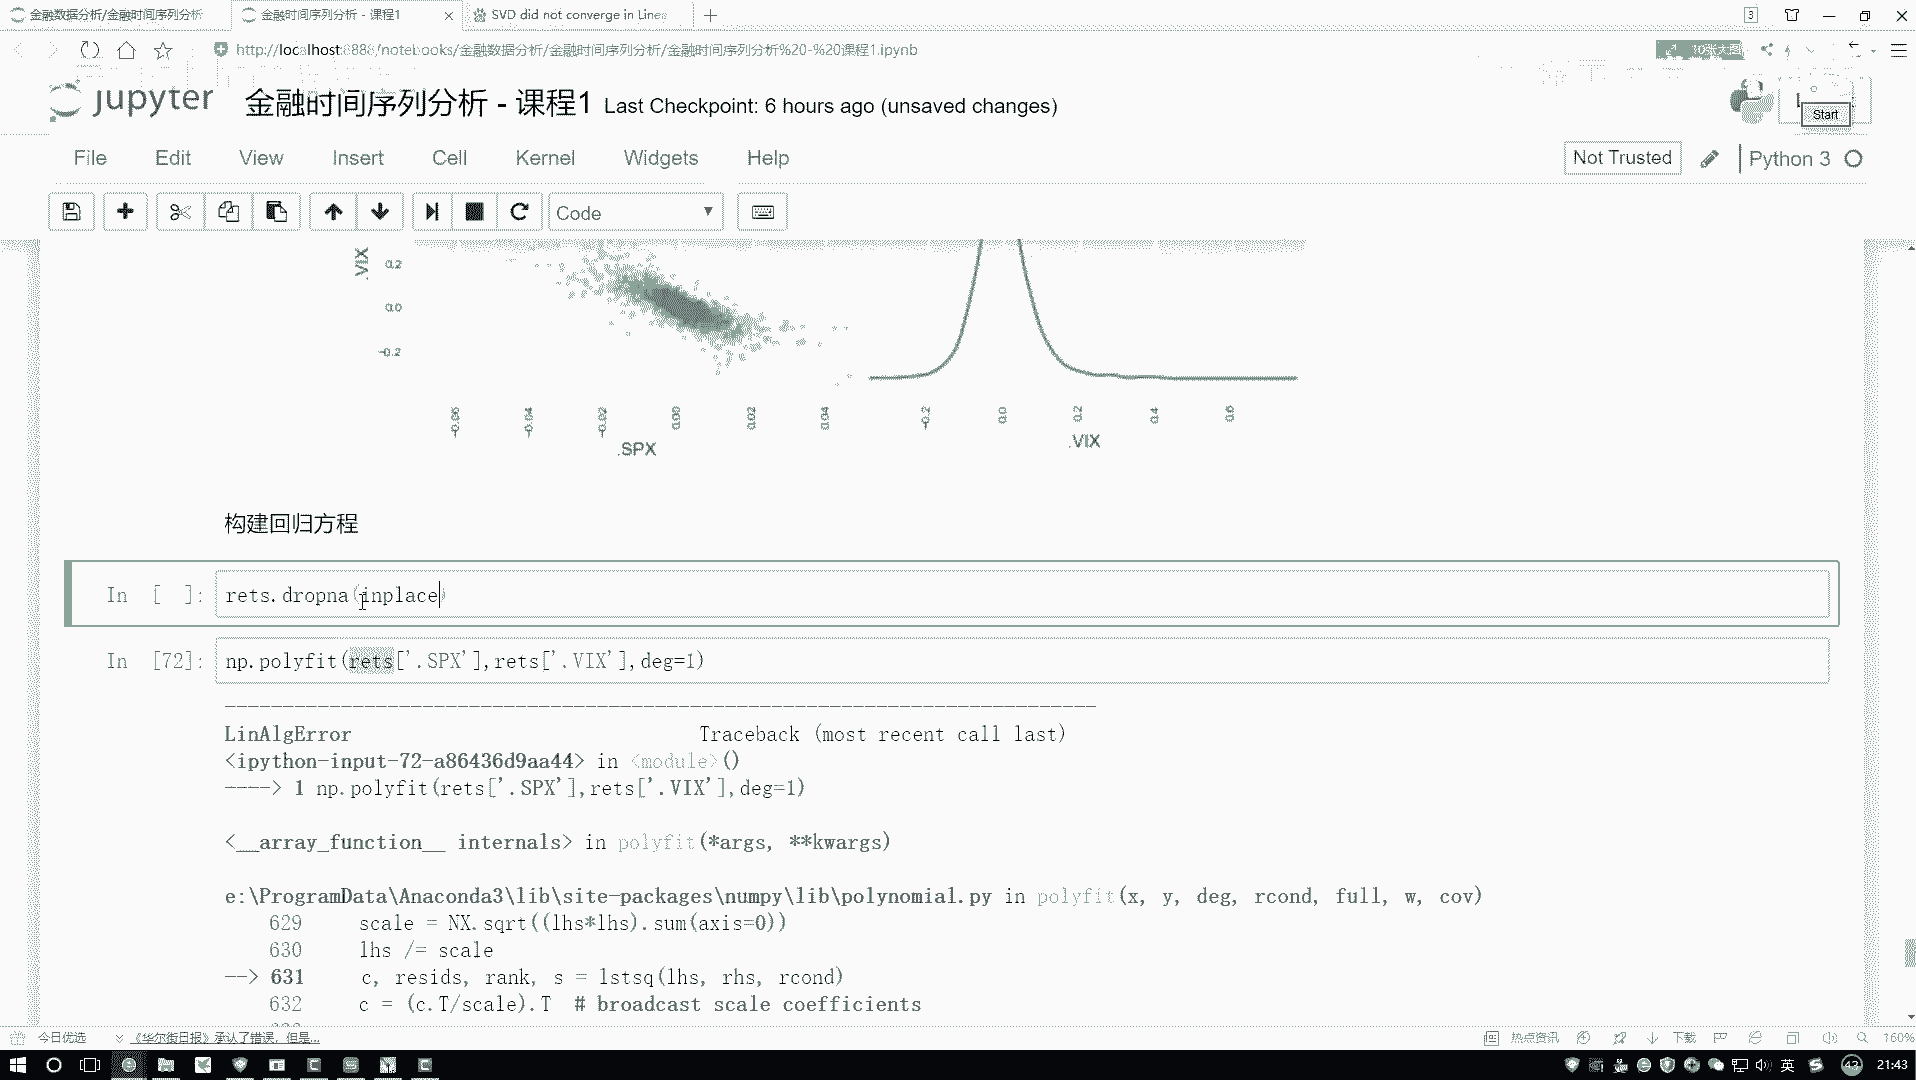 金融数据分析/金融时间序列分析
金融时间序列分析 - 课程1
SVD did not converge in Line
3
http://localhost:8888/notebooks/金融数据分析/金融时间序列分析/金融时间序列分析%20-%20课程1.ipynb
10张大图
jupyter
金融时间序列分析 - 课程1
Last Checkpoint: 6 hours ago (unsaved changes)
Start
File Edit View Insert Cell Kernel Widgets Help
Not Trusted
Python 3
Code
.VIX
0.2
0.0
-0.2
-0.06 -0.04 -0.02 0.00 0.02 0.04
-0.2 0.0 0.2 0.4 0.6
.SPX
.VIX
构建回归方程
In [ ]: rets.dropna(inplace)
In [72]: np.polyfit(rets['.SPX'],rets['.VIX'],deg=1)
---------------------------------------------------------------------------
LinAlgError Traceback (most recent call last)
<ipython-input-72-a86436d9aa44> in <module>()
----> 1 np.polyfit(rets['.SPX'],rets['.VIX'],deg=1)
<__array_function__ internals> in polyfit(*args, **kwargs)
e:\ProgramData\Anaconda3\lib\site-packages\numpy\lib\polynomial.py in polyfit(x, y, deg, rcond, full, w, cov)
629 scale = NX.sqrt((lhs*lhs).sum(axis=0))
630 lhs /= scale
--> 631 c, resids, rank, s = lstsq(lhs, rhs, rcond)
632 c = (c.T/scale).T # broadcast scale coefficients
今日优选
《华尔街日报》承认了错误，但是...
热点资讯
下载
160%
英
43
21:43